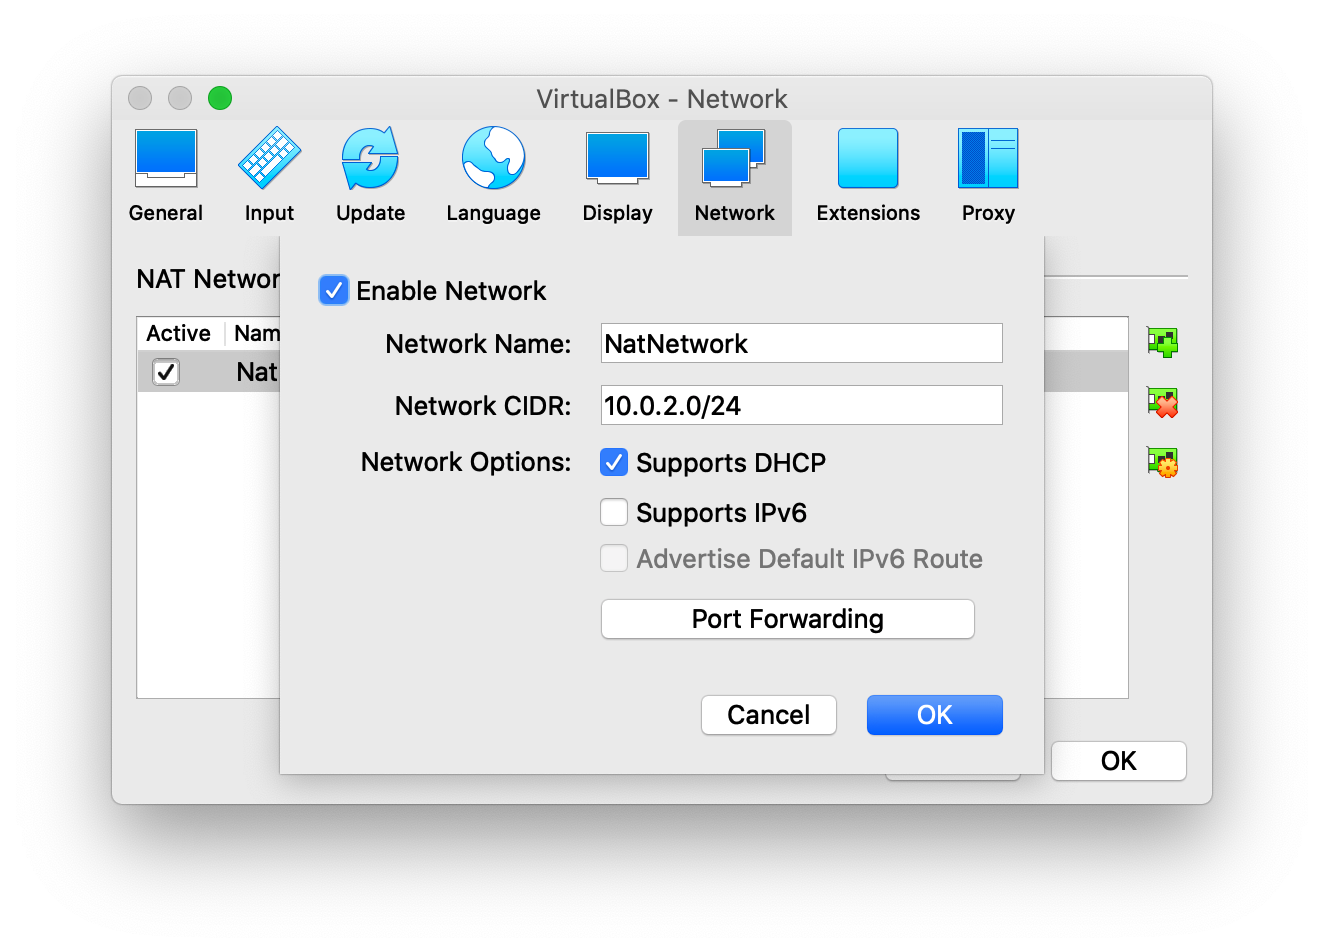 VirtualBox - Network
General Input Update Language Display Network Extensions Proxy
NAT Networ
Active Nam
Nat
Enable Network
Network Name: NatNetwork
Network CIDR: 10.0.2.0/24
Network Options: Supports DHCP
Supports IPv6
Advertise Default IPv6 Route
Port Forwarding
Cancel OK
OK